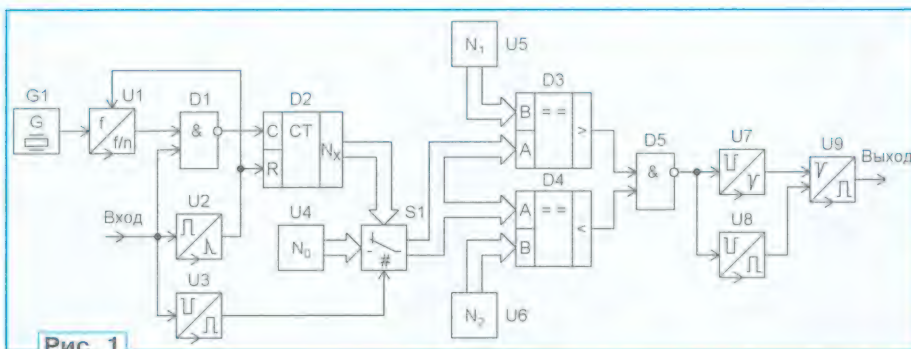 N₁ U5
G1 U1 D1 D2 D3
G f f/n & C CT Nₓ B == >
R A
D5 U7 U9
& Выход
Вход U2 U4 S1 D4 U8
N₀ # A == <
B
U3
N₂ U6
Рис. 1